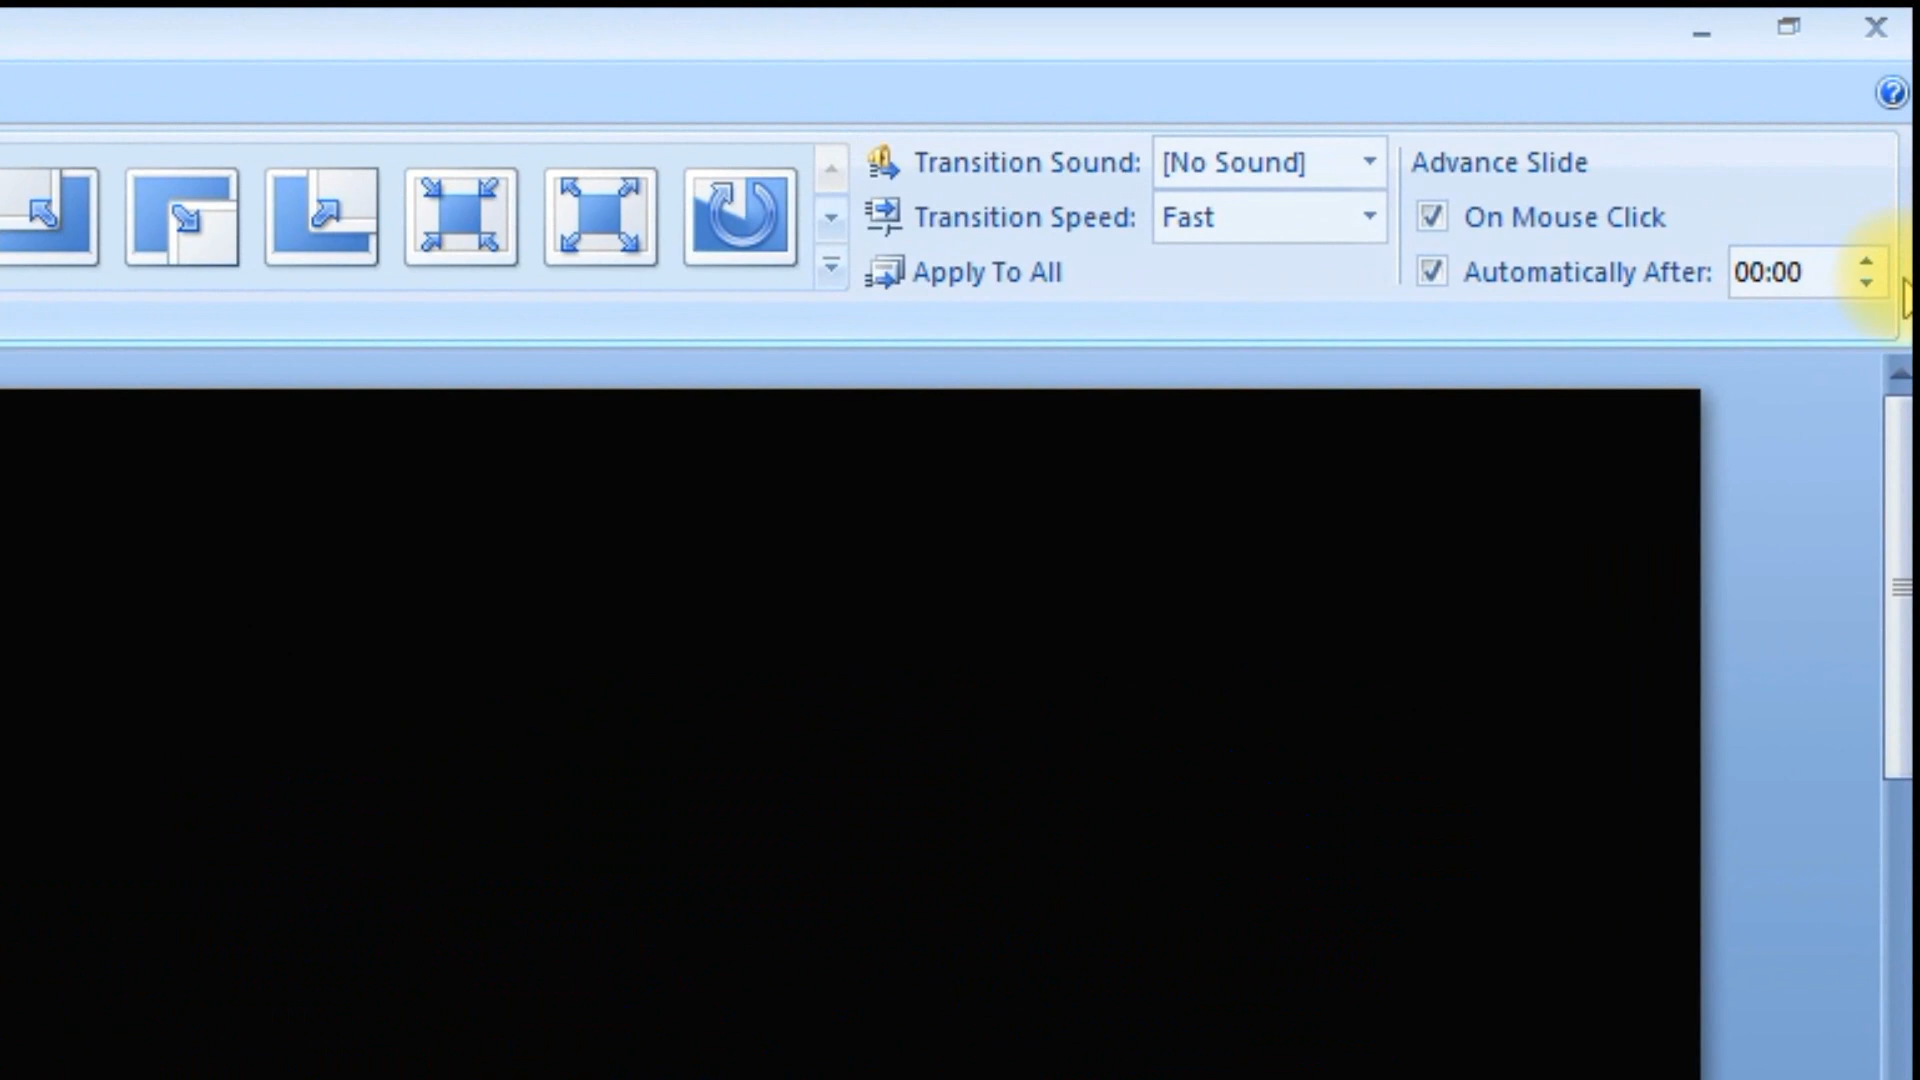 Transition Sound: [No Sound]
Advance Slide
Transition Speed: Fast
On Mouse Click
Apply To All
Automatically After: 00:00